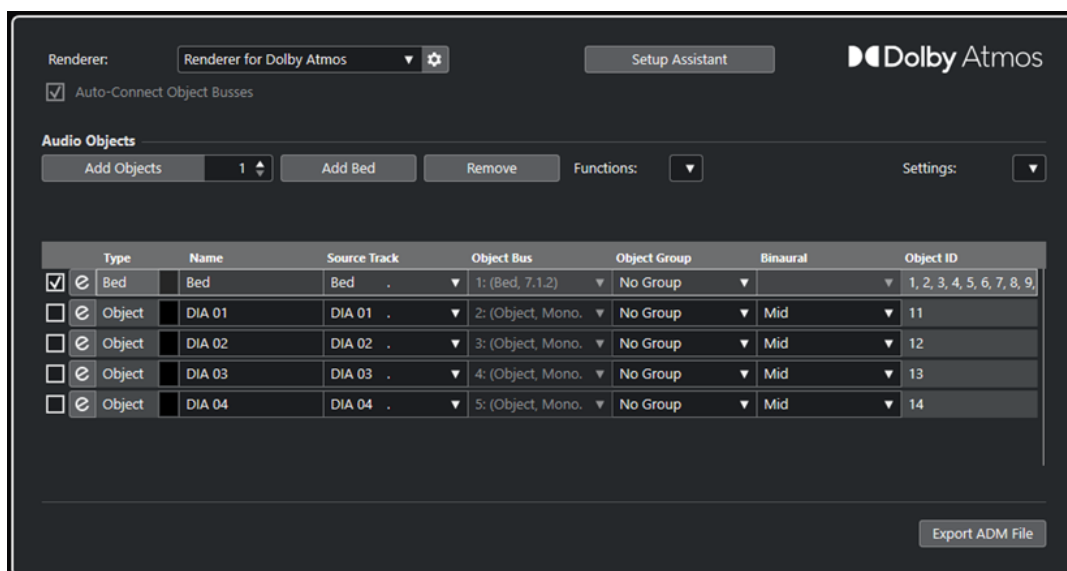 Renderer: Renderer for Dolby Atmos Setup Assistant Dolby Atmos
Auto-Connect Object Busses
Audio Objects
Add Objects 1 Add Bed Remove Functions: Settings:
Type Name Source Track Object Bus Object Group Binaural Object ID
Bed Bed Bed . 1: (Bed, 7.1.2) No Group 1, 2, 3, 4, 5, 6, 7, 8, 9,
Object DIA 01 DIA 01 . 2: (Object, Mono. No Group Mid 11
Object DIA 02 DIA 02 . 3: (Object, Mono. No Group Mid 12
Object DIA 03 DIA 03 . 4: (Object, Mono. No Group Mid 13
Object DIA 04 DIA 04 . 5: (Object, Mono. No Group Mid 14
Export ADM File